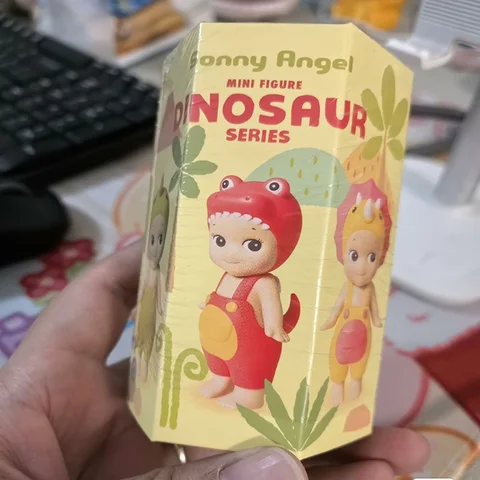 Sonny Angel
MINI FIGURE
DINOSAUR
SERIES